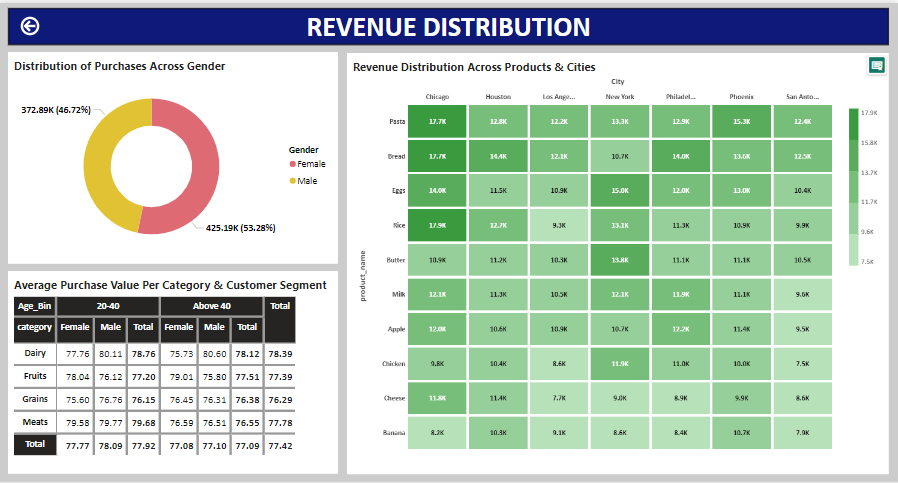 REVENUE DISTRIBUTION
Distribution of Purchases Across Gender
372.89K (46.72%)
Gender
Female
Male
425.19K (53.28%)
Average Purchase Value Per Category & Customer Segment
Age_Bin 20-40 Above 40 Total
category Female Male Total Female Male Total
Dairy 77.76 80.11 78.76 75.73 80.60 78.12 78.39
Fruits 78.04 76.12 77.20 79.01 75.80 77.51 77.39
Grains 75.60 76.76 76.15 76.45 76.31 76.38 76.29
Meats 79.58 79.77 79.68 76.59 76.51 76.55 77.78
Total 77.77 78.09 77.92 77.08 77.10 77.09 77.42
Revenue Distribution Across Products & Cities
City
Chicago Houston Los Ange... New York Philadel... Phoenix San Anto...
product_name
Pasta 17.7K 12.8K 12.2K 13.3K 12.9K 15.3K 12.4K
Bread 17.7K 14.4K 12.1K 10.7K 14.0K 13.6K 12.5K
Eggs 14.0K 11.5K 10.9K 15.0K 12.0K 13.0K 10.4K
Rice 17.9K 12.7K 9.3K 13.1K 11.3K 10.9K 9.9K
Butter 10.9K 11.2K 10.3K 13.8K 11.1K 11.1K 10.5K
Milk 12.1K 11.3K 10.5K 12.1K 11.9K 11.1K 9.6K
Apple 12.0K 10.6K 10.9K 10.7K 12.2K 11.4K 9.5K
Chicken 9.8K 10.4K 8.6K 11.9K 11.0K 10.0K 7.5K
Cheese 11.8K 11.4K 7.7K 9.0K 8.9K 9.9K 8.6K
Banana 8.2K 10.3K 9.1K 8.6K 8.4K 10.7K 7.9K
17.9K
15.8K
13.7K
11.7K
9.6K
7.5K